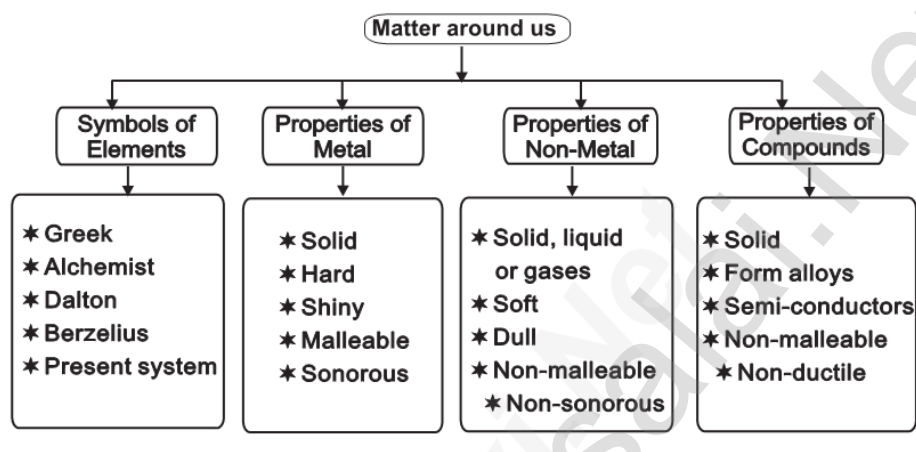 Matter around us
Symbols of
Elements
Properties of
Metal
Properties of
Non-Metal
Properties of
Compounds
✶ Greek
✶ Alchemist
✶ Dalton
✶ Berzelius
✶ Present system
✶ Solid
✶ Hard
✶ Shiny
✶ Malleable
✶ Sonorous
✶ Solid, liquid
or gases
✶ Soft
✶ Dull
✶ Non-malleable
✶ Non-sonorous
✶ Solid
✶ Form alloys
✶ Semi-conductors
✶ Non-malleable
✶ Non-ductile